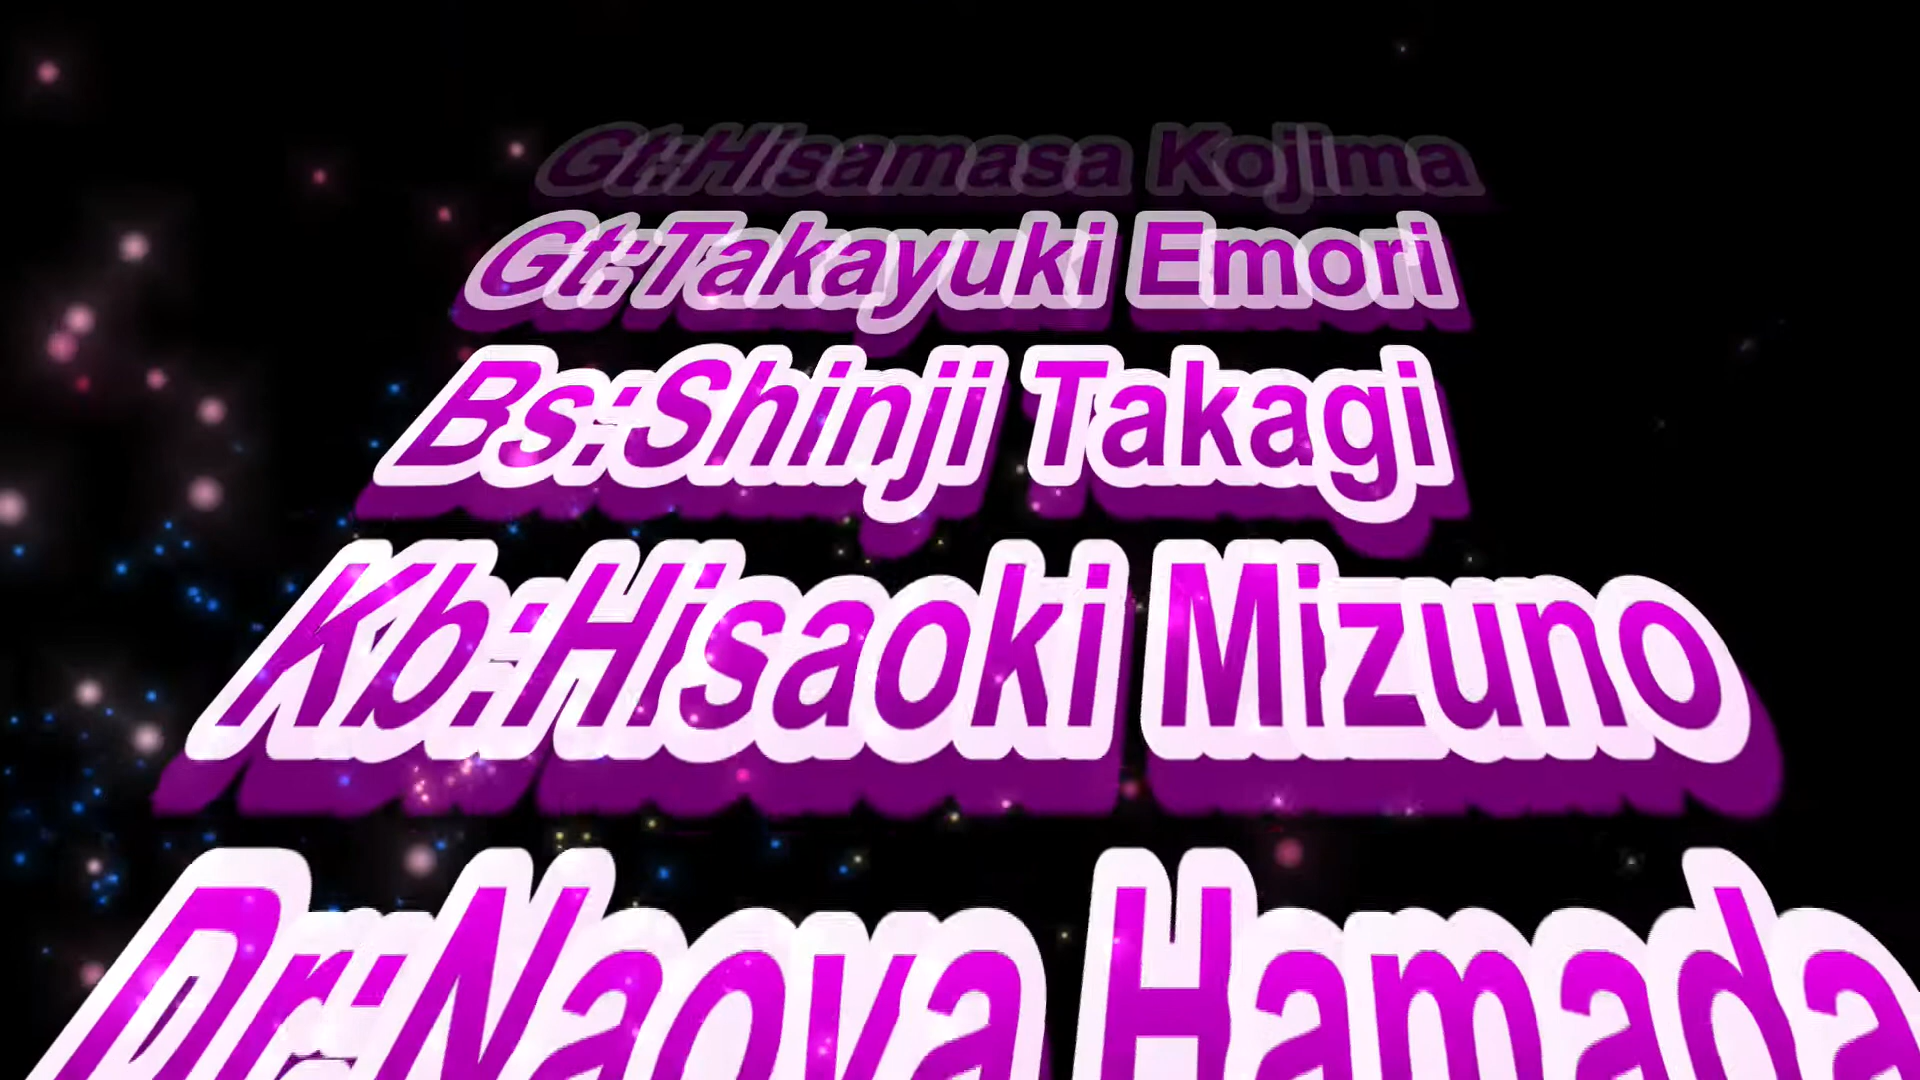 Gt:Hisamasa Kojima
Gt:Takayuki Emori
Bs:Shinji Takagi
Kb:Hisaoki Mizuno
Dr:Naoya Hamada